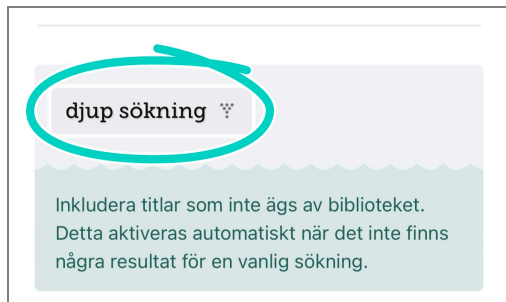 djup sökning
Inkludera titlar som inte ägs av biblioteket.
Detta aktiveras automatiskt när det inte finns
några resultat för en vanlig sökning.